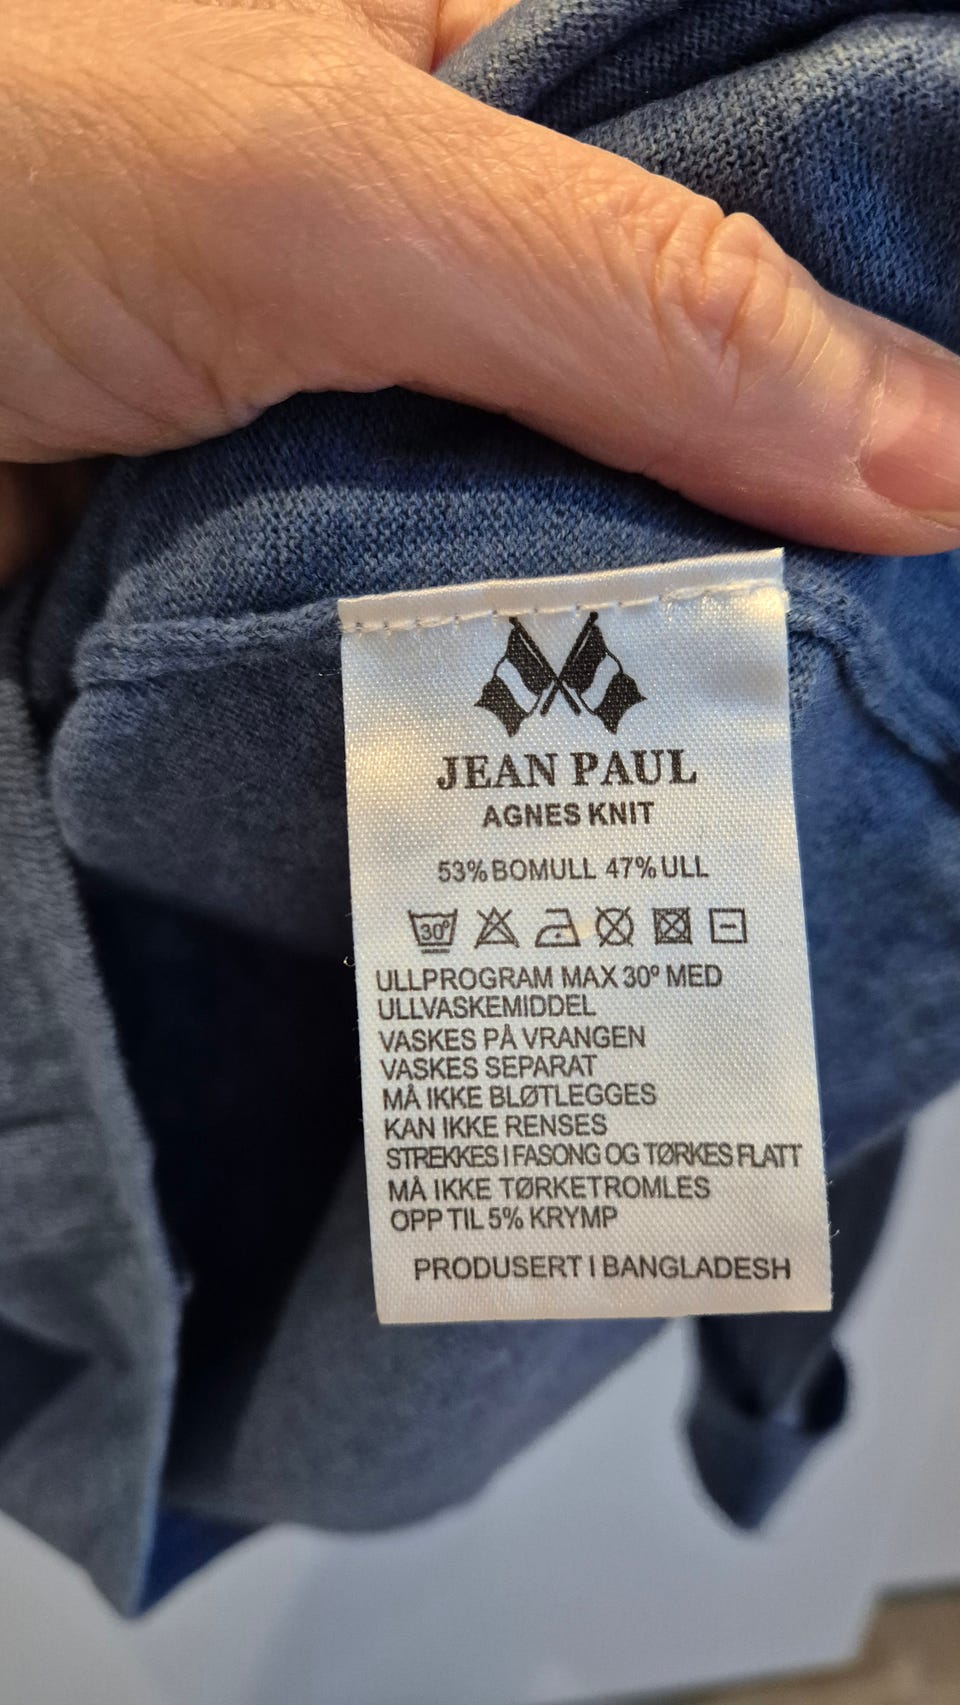 JEAN PAUL
AGNES KNIT
53% BOMULL 47% ULL
30°
ULLPROGRAM MAX 30° MED
ULLVASKEMIDDEL
VASKES PÅ VRANGEN
VASKES SEPARAT
MÅ IKKE BLØTLEGGES
KAN IKKE RENSES
STREKKES I FASONG OG TØRKES FLATT
MÅ IKKE TØRKETROMLES
OPP TIL 5% KRYMP
PRODUSERT I BANGLADESH